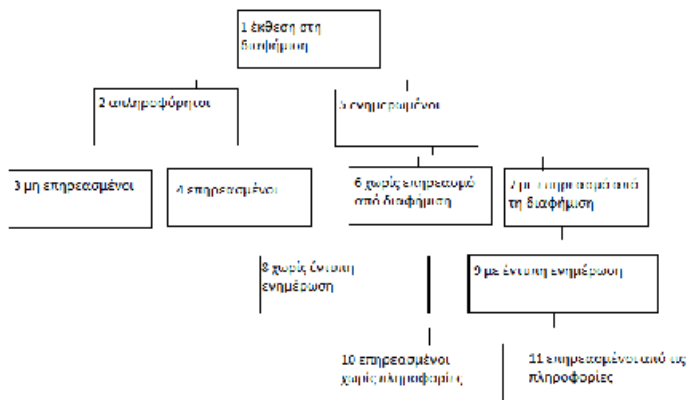 1 έκθεση στη
διαφήμιση
2 απληροφόρητοι
5 ενημερωμένοι
3 μη επηρεασμένοι
4 επηρεασμένοι
6 χωρίς επηρεασμό
από διαφήμιση
7 με επηρεασμό από
τη διαφήμιση
8 χωρίς έντυπη
ενημέρωση
9 με έντυπη ενημέρωση
10 επηρεασμένοι
χωρίς πληροφορίες
11 επηρεασμένοι από τις
πληροφορίες